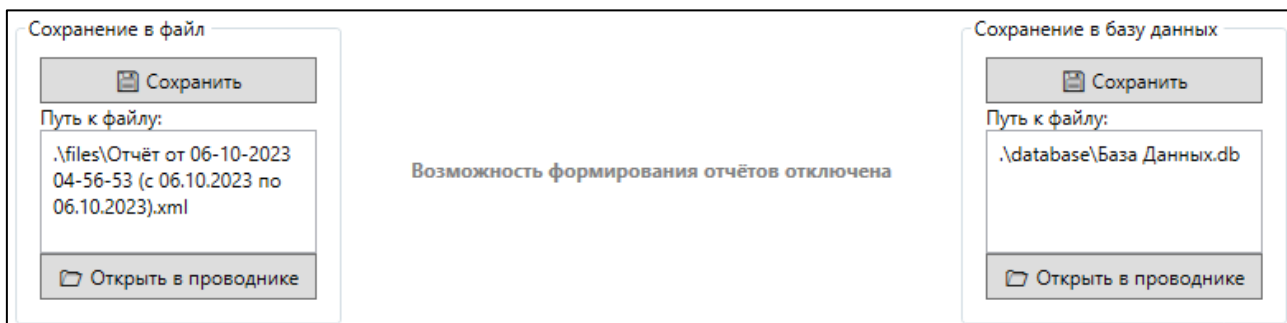 Сохранение в файл
Сохранить
Путь к файлу:
.\files\Отчёт от 06-10-2023
04-56-53 (с 06.10.2023 по
06.10.2023).xml
Открыть в проводнике
Возможность формирования отчётов отключена
Сохранение в базу данных
Сохранить
Путь к файлу:
.\database\База Данных.db
Открыть в проводнике